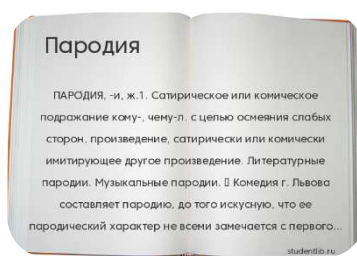 Пародия
ПАРОДИЯ, -и, ж.1. Сатирическое или комическое
подражание кому-, чему-л. с целью осмеяния слабых
сторон, произведение, сатирически или комически
имитирующее другое произведение. Литературные
пародии. Музыкальные пародии. ▯ Комедия г. Львова
составляет пародию, до того искусную, что ее
пародический характер не всеми замечается с первого...
studentlib.ru